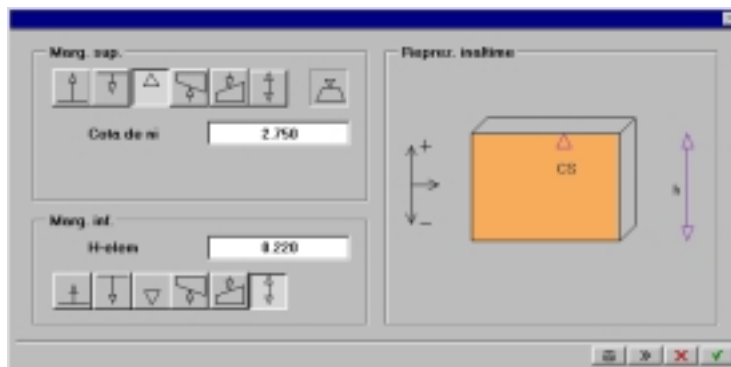 Marg. sup.
Cota de ni
2.750
Marg. inf.
H-elem
0.220
Reprez. inaltime
+
−
CS
h